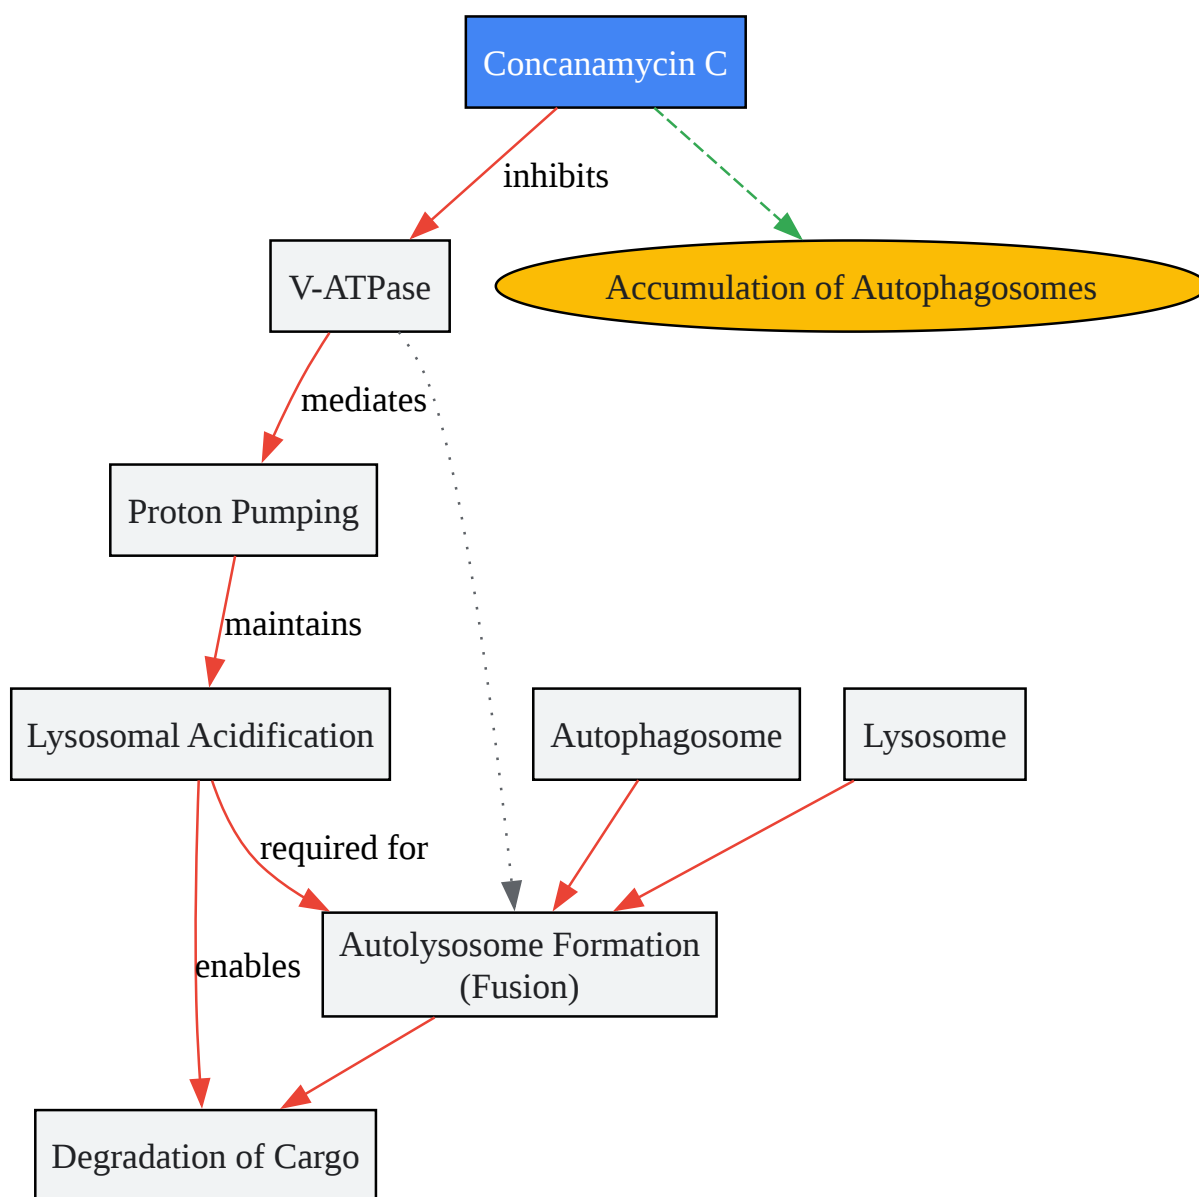 Concanamycin C
inhibits
V-ATPase
Accumulation of Autophagosomes
mediates
Proton Pumping
maintains
Lysosomal Acidification
Autophagosome
Lysosome
required for
Autolysosome Formation
(Fusion)
enables
Degradation of Cargo